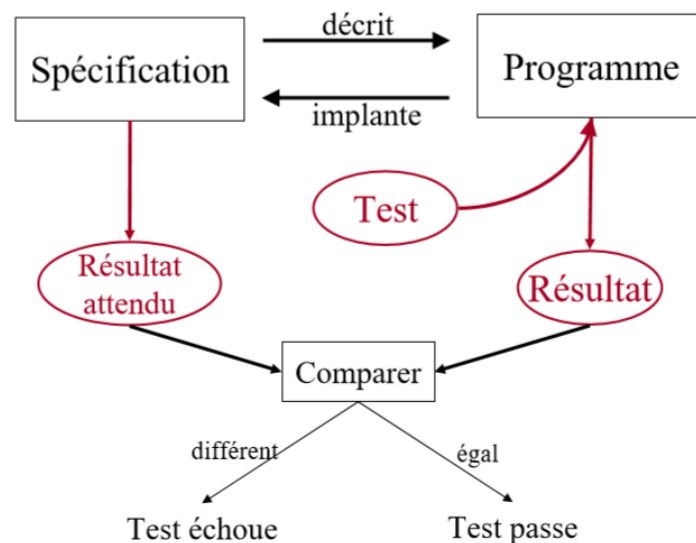 décrit
Spécification
Programme
implante
Test
Résultat
attendu
Résultat
Comparer
différent
égal
Test échoue
Test passe